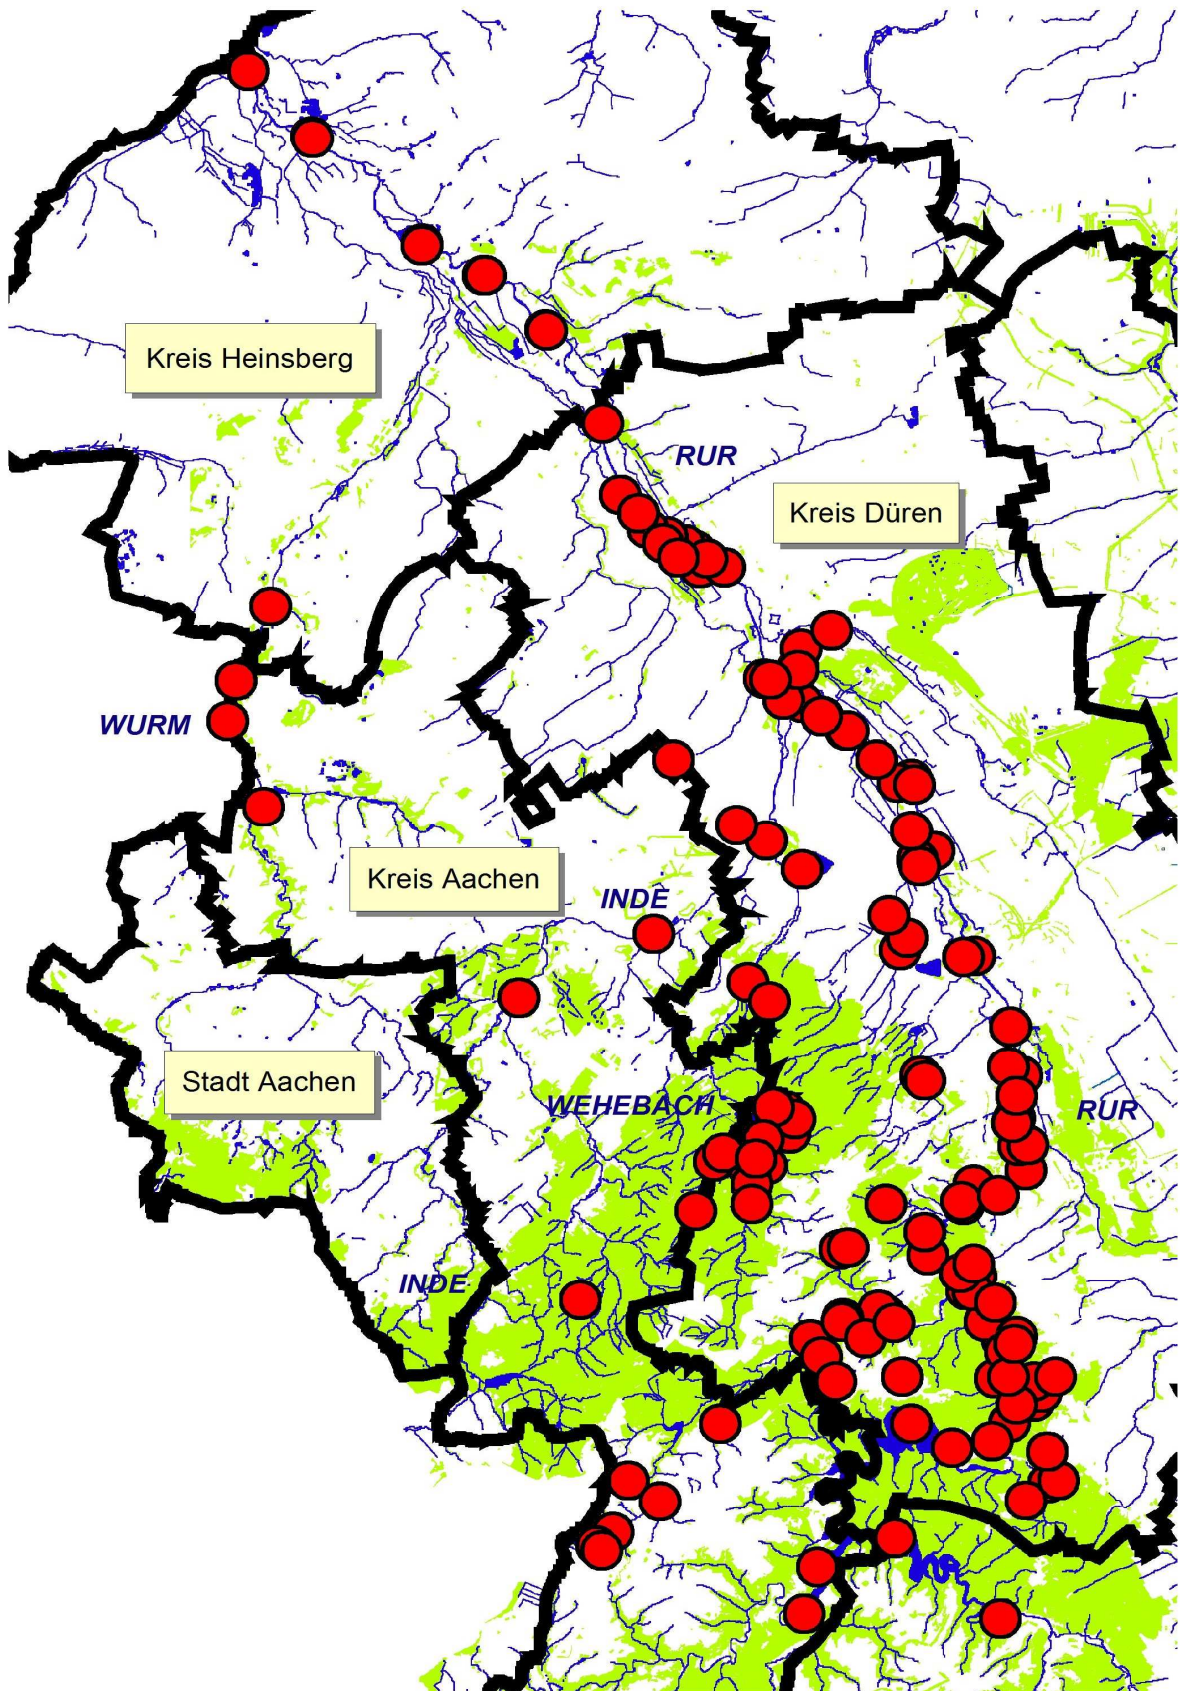 Kreis Heinsberg
RUR
Kreis Düren
WURM
Kreis Aachen
INDE
Stadt Aachen
WEHEBACH
RUR
INDE